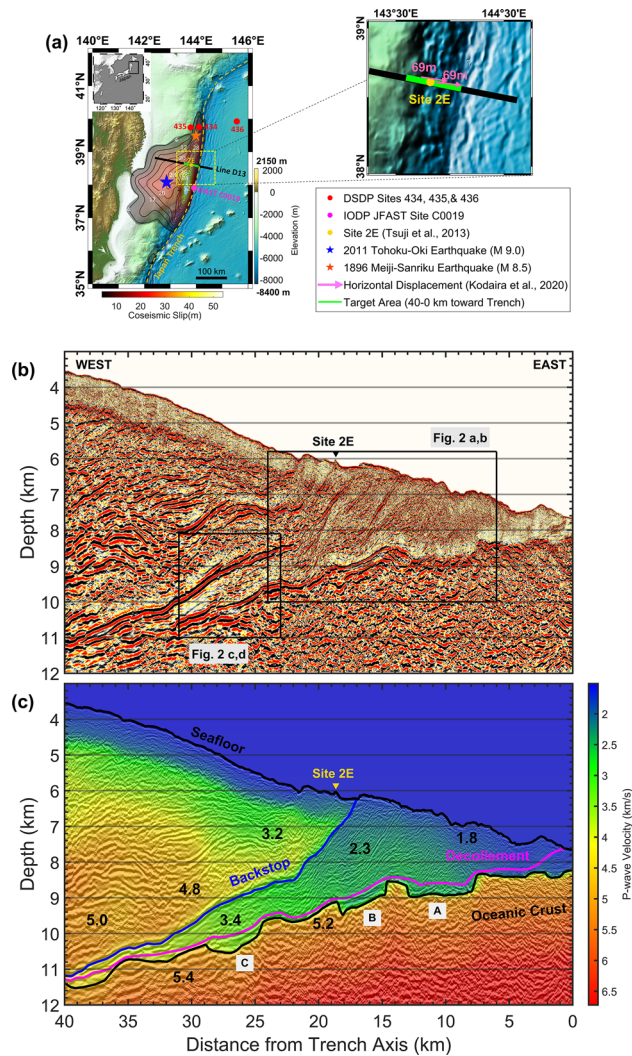 (a)
140°E 142°E 144°E 146°E
41°N
39°N
37°N
35°N
40°
30°
20°
120° 130° 140°
435 434
436
Line D13
Japan Trench
100 km
2150 m
2000
0
-2000
-4000
-6000
-8000
-8400 m
Elevation (m)
10 20 30 40 50
Coseismic Slip(m)
143°30'E 144°30'E
39°N
38°N
69m
69m
Site 2E
DSDP Sites 434, 435,& 436
IODP JFAST Site C0019
Site 2E (Tsuji et al., 2013)
2011 Tohoku-Oki Earthquake (M 9.0)
1896 Meiji-Sanriku Earthquake (M 8.5)
Horizontal Displacement (Kodaira et al., 2020)
Target Area (40-0 km toward Trench)
(b)
WEST EAST
Site 2E
Fig. 2 a,b
Fig. 2 c,d
Depth (km)
4
5
6
7
8
9
10
11
12
(c)
Seafloor
Site 2E
3.2
2.3
1.8
Decollement
Backstop
4.8
5.0
3.4
5.2
5.4
Oceanic Crust
A
B
C
Depth (km)
3
4
5
6
7
8
9
10
11
12
40 35 30 25 20 15 10 5 0
Distance from Trench Axis (km)
2
2.5
3
3.5
4
4.5
5
5.5
6
6.5
P-wave Velocity (km/s)